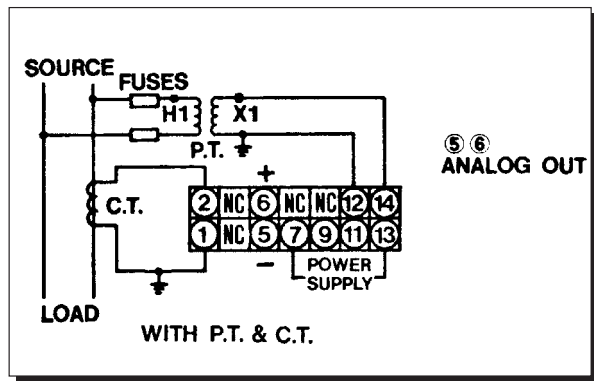 SOURCE
FUSES
H1 X1
P.T.
⑤ ⑥
ANALOG OUT
+
C.T.
2 NC 6 NC NC 12 14
1 NC 5 7 9 11 13
−
POWER
SUPPLY
LOAD
WITH P.T. & C.T.